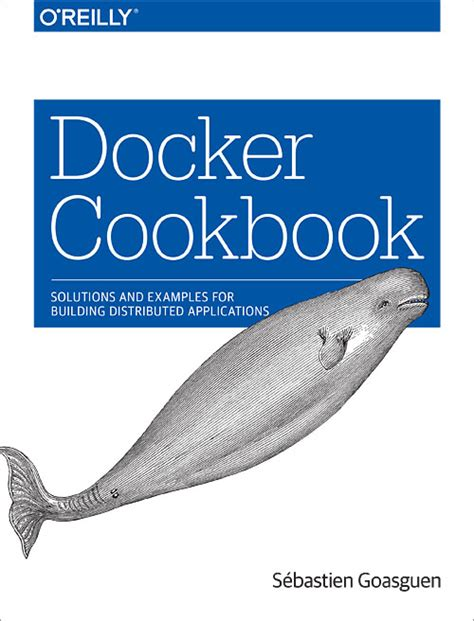 O'REILLY®
Docker
Cookbook
SOLUTIONS AND EXAMPLES FOR
BUILDING DISTRIBUTED APPLICATIONS
Sébastien Goasguen